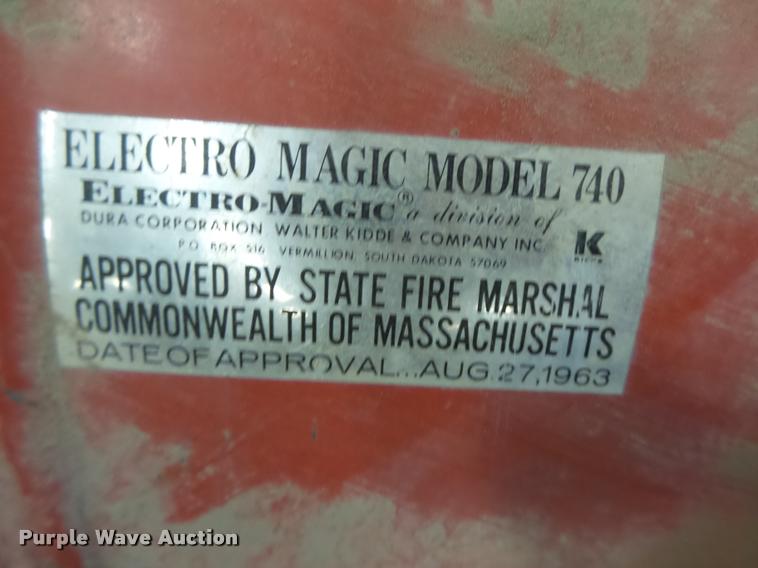 ELECTRO MAGIC MODEL 740
ELECTRO-MAGIC® a division of
DURA CORPORATION, WALTER KIDDE & COMPANY INC.
P.O. BOX 516 VERMILLION, SOUTH DAKOTA 57069
K
KIDDE
APPROVED BY STATE FIRE MARSHAL
COMMONWEALTH OF MASSACHUSETTS
DATE OF APPROVAL...AUG.27,1963
Purple Wave Auction